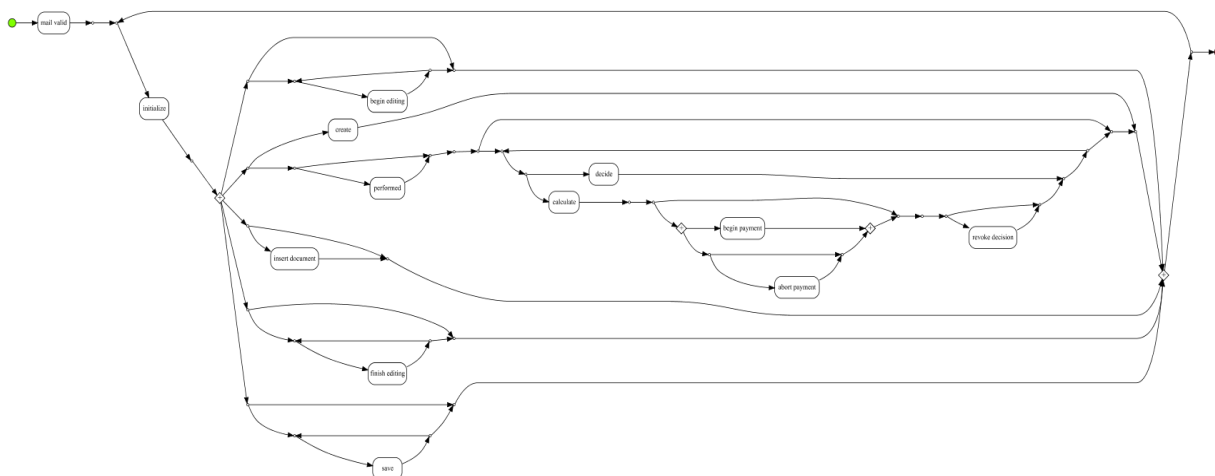 mail valid
begin editing
initialize
create
decide
performed
calculate
begin payment
revoke decision
insert document
abort payment
finish editing
save